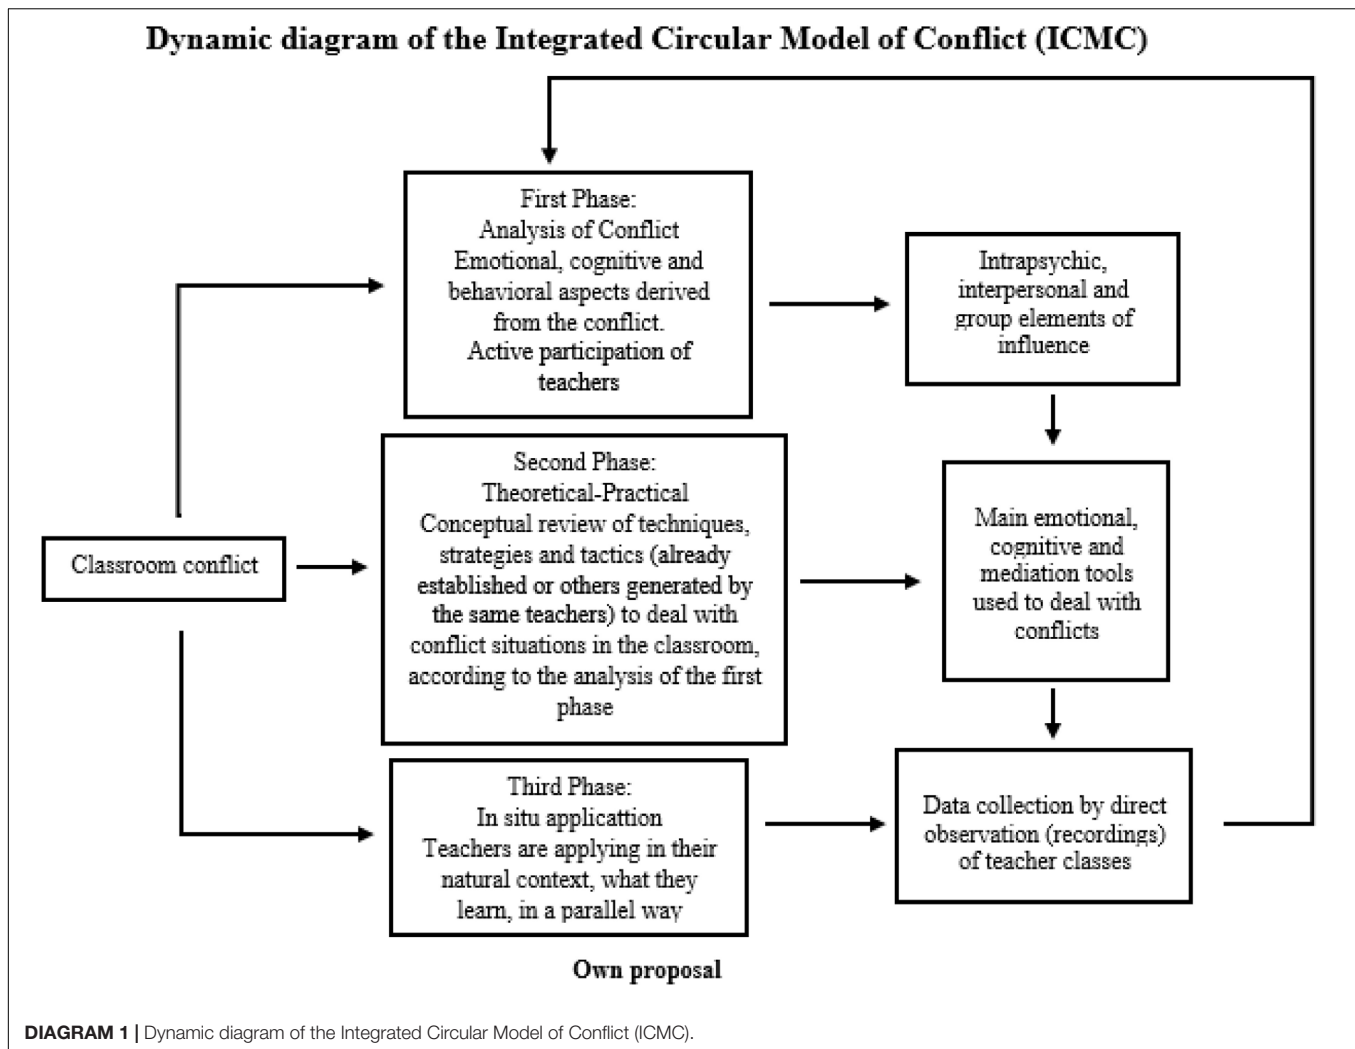 Dynamic diagram of the Integrated Circular Model of Conflict (ICMC)
First Phase:
Analysis of Conflict
Emotional, cognitive and
behavioral aspects derived
from the conflict.
Active participation of
teachers
Intrapsychic,
interpersonal and
group elements of
influence
Second Phase:
Theoretical-Practical
Conceptual review of techniques,
strategies and tactics (already
established or others generated by
the same teachers) to deal with
conflict situations in the classroom,
according to the analysis of the first
phase
Main emotional,
cognitive and
mediation tools
used to deal with
conflicts
Classroom conflict
Third Phase:
In situ applicattion
Teachers are applying in their
natural context, what they
learn, in a parallel way
Data collection by direct
observation (recordings)
of teacher classes
Own proposal
DIAGRAM 1 | Dynamic diagram of the Integrated Circular Model of Conflict (ICMC).